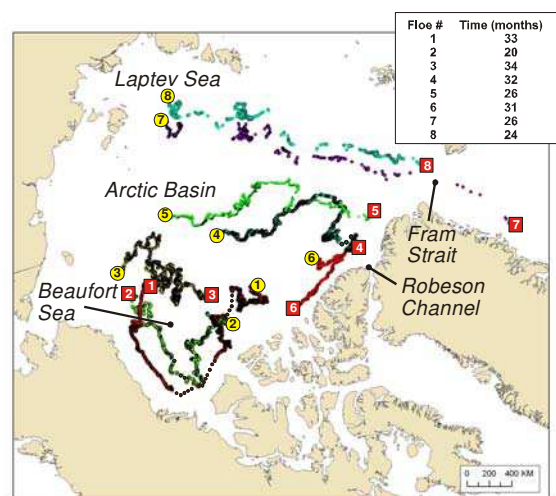 Floe # Time (months)
1 33
2 20
3 34
4 32
5 26
6 31
7 26
8 24
Laptev Sea
8
7
8
Arctic Basin
5
4
5
7
Fram
Strait
3
2
1
6
4
Robeson
Channel
Beaufort
Sea
3
1
2
6
0 200 400 KM